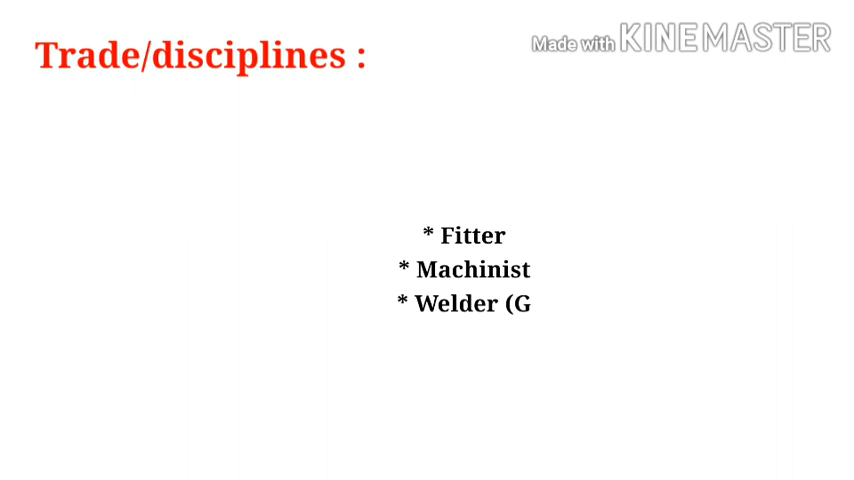 Trade/disciplines :
Made with KINEMASTER
* Fitter
* Machinist
* Welder (G